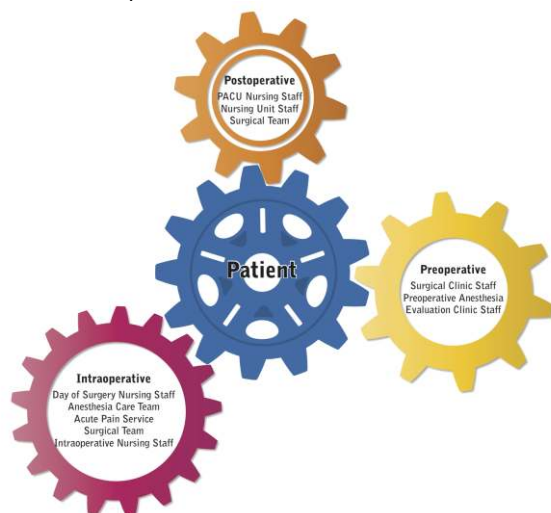 Postoperative
PACU Nursing Staff
Nursing Unit Staff
Surgical Team
Patient
Preoperative
Surgical Clinic Staff
Preoperative Anesthesia
Evaluation Clinic Staff
Intraoperative
Day of Surgery Nursing Staff
Anesthesia Care Team
Acute Pain Service
Surgical Team
Intraoperative Nursing Staff